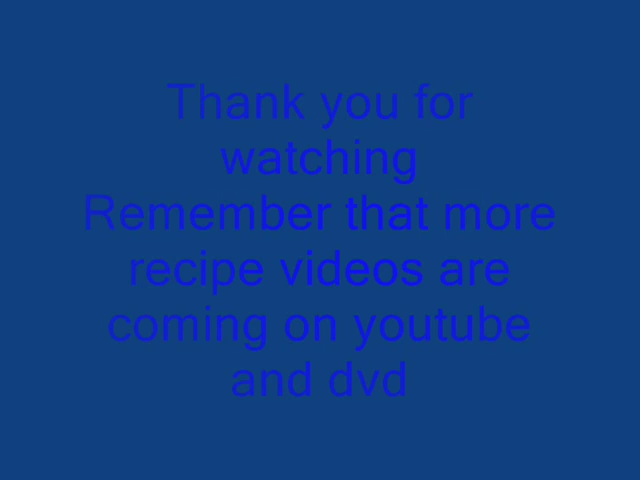 Thank you for
watching
Remember that more
recipe videos are
coming on youtube
and dvd